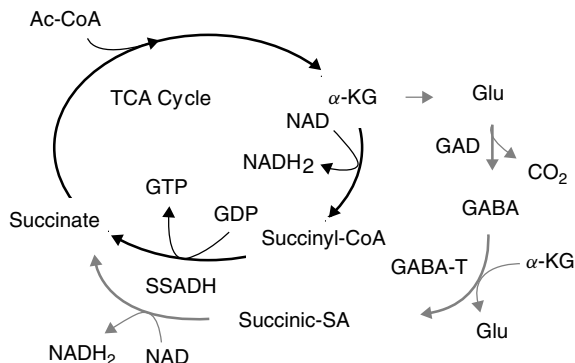 Ac-CoA
TCA Cycle
α-KG
Glu
NAD
GAD
NADH₂
CO₂
GTP
GABA
Succinate
GDP
Succinyl-CoA
GABA-T
α-KG
SSADH
Succinic-SA
Glu
NADH₂
NAD